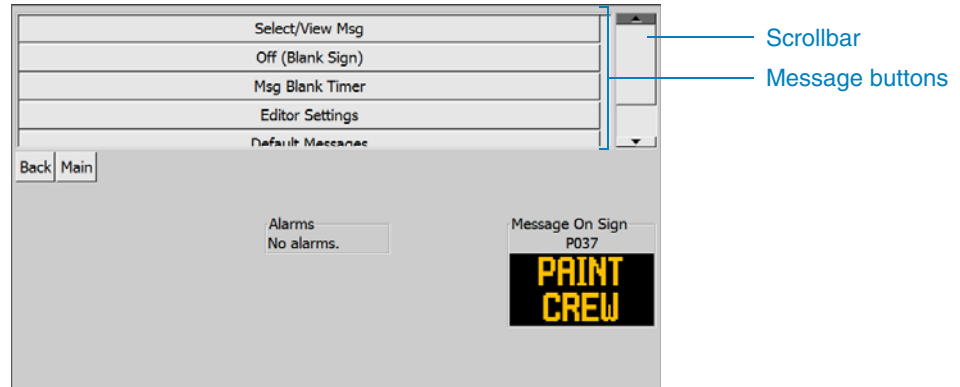 Select/View Msg
Off (Blank Sign)
Msg Blank Timer
Editor Settings
Default Messages
Scrollbar
Message buttons
Back
Main
Alarms
No alarms.
Message On Sign
P037
PAINT
CREW